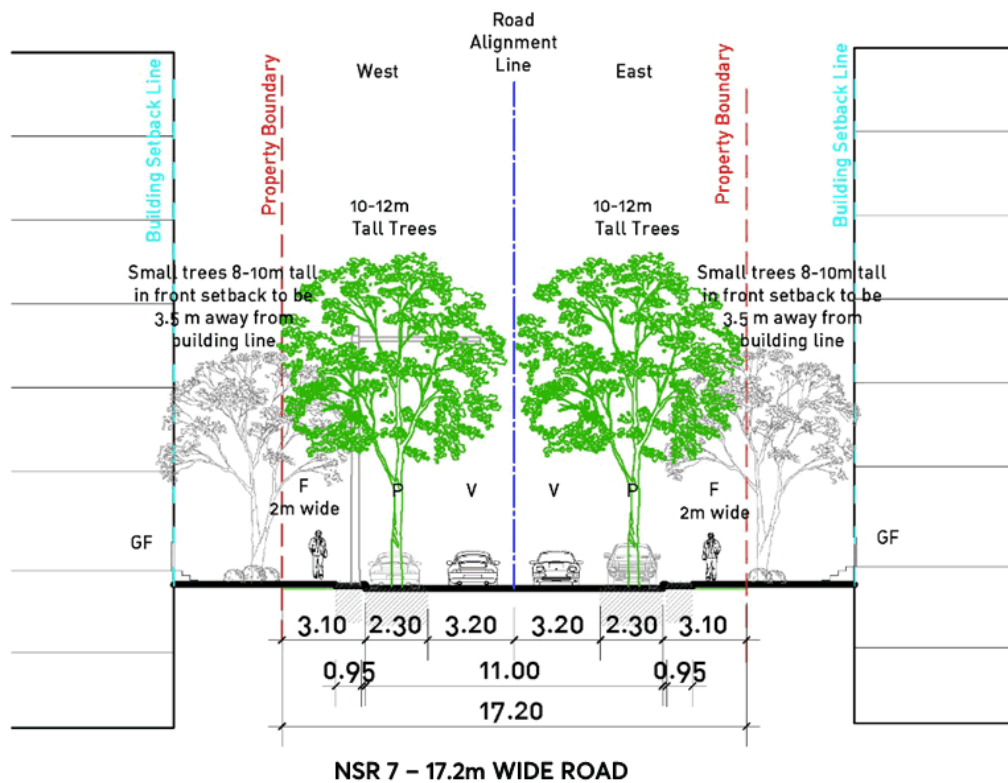 Road
Alignment
Line
West
East
Building Setback Line
Property Boundary
Property Boundary
Building Setback Line
10-12m
Tall Trees
10-12m
Tall Trees
Small trees 8-10m tall
in front setback to be
3.5 m away from
building line
Small trees 8-10m tall
in front setback to be
3.5 m away from
building line
F
2m wide
P
V
V
P
F
2m wide
GF
GF
3.10 2.30 3.20 3.20 2.30 3.10
0.95 11.00 0.95
17.20
NSR 7 – 17.2m WIDE ROAD